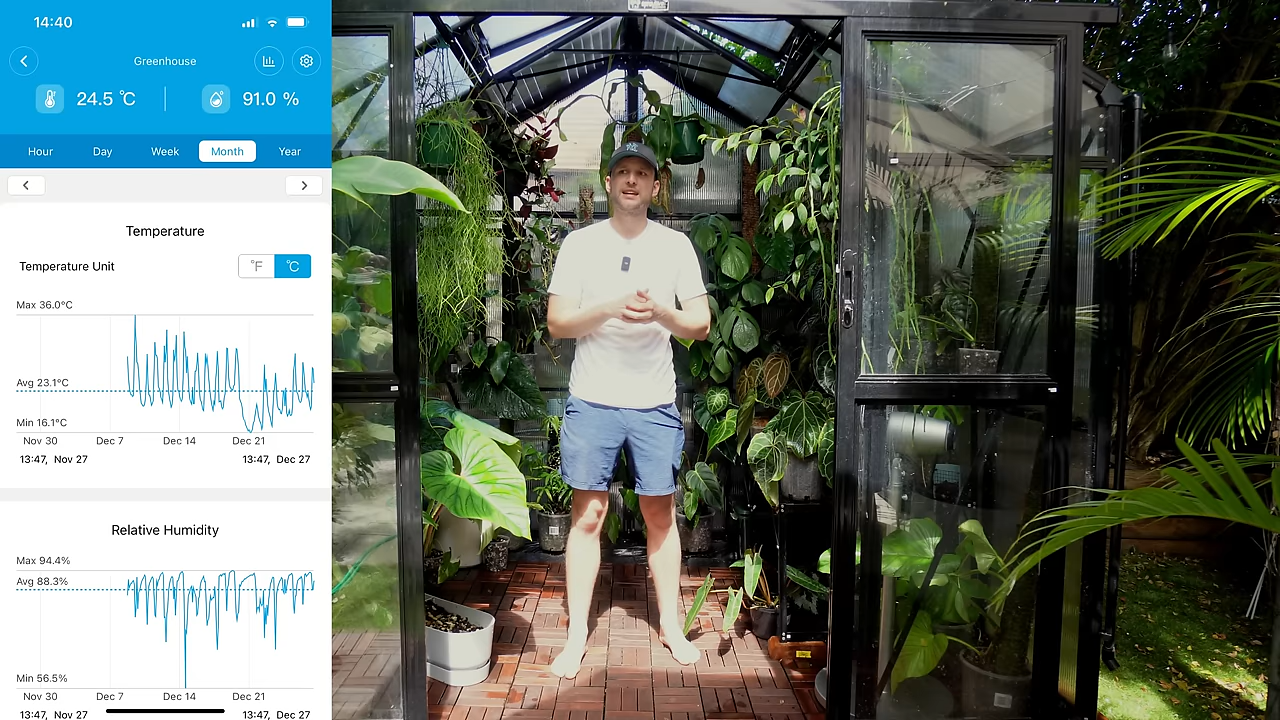 14:40
Greenhouse
24.5 ℃
91.0 %
Hour Day Week Month Year
Temperature
Temperature Unit
°F ℃
Max 36.0°C
Avg 23.1°C
Min 16.1°C
Nov 30 Dec 7 Dec 14 Dec 21
13:47, Nov 27 13:47, Dec 27
Relative Humidity
Max 94.4%
Avg 88.3%
Min 56.5%
Nov 30 Dec 7 Dec 14 Dec 21
13:47, Nov 27 13:47, Dec 27